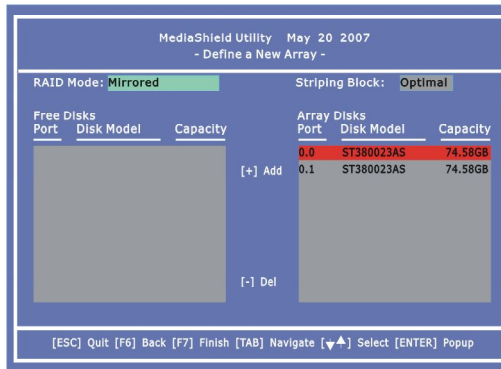 MediaShield Utility May 20 2007
- Define a New Array -
RAID Mode: Mirrored Striping Block: Optimal
Free Disks Array Disks
Port Disk Model Capacity Port Disk Model Capacity
0.0 ST380023AS 74.58GB
[+] Add 0.1 ST380023AS 74.58GB
[-] Del
[ESC] Quit [F6] Back [F7] Finish [TAB] Navigate [↓↑] Select [ENTER] Popup